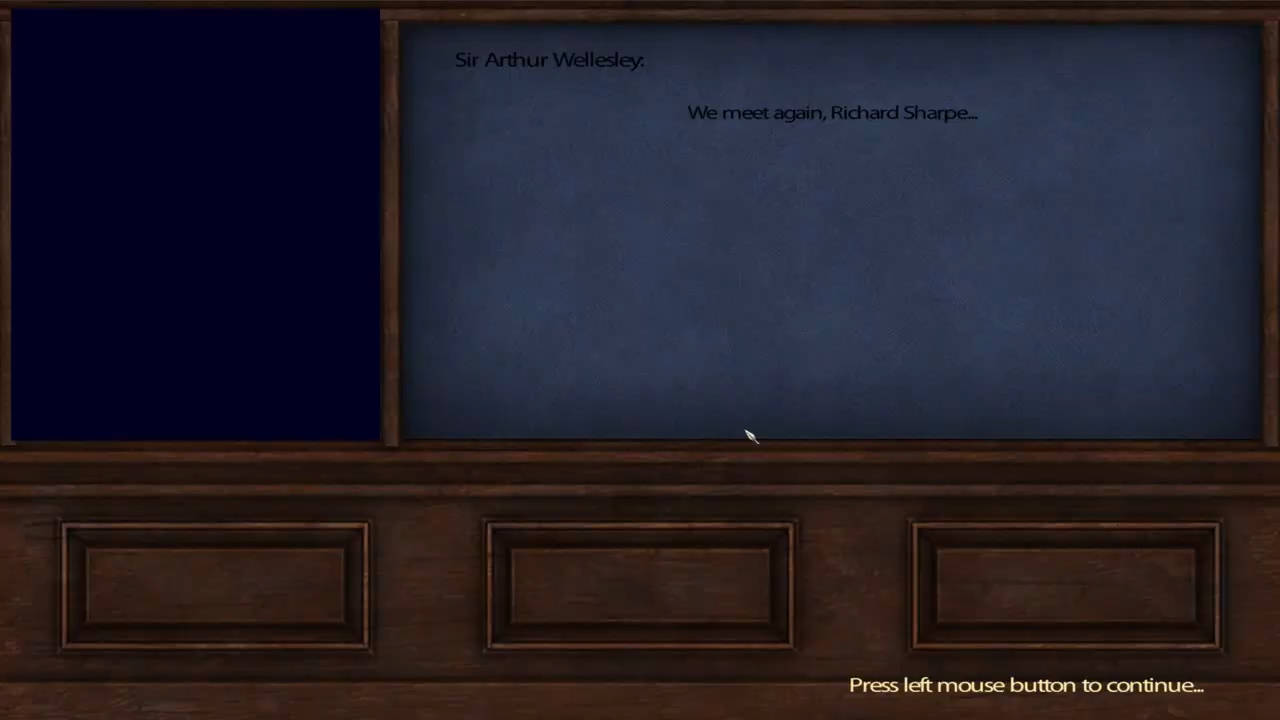 Sir Arthur Wellesley:
We meet again, Richard Sharpe...
Press left mouse button to continue...